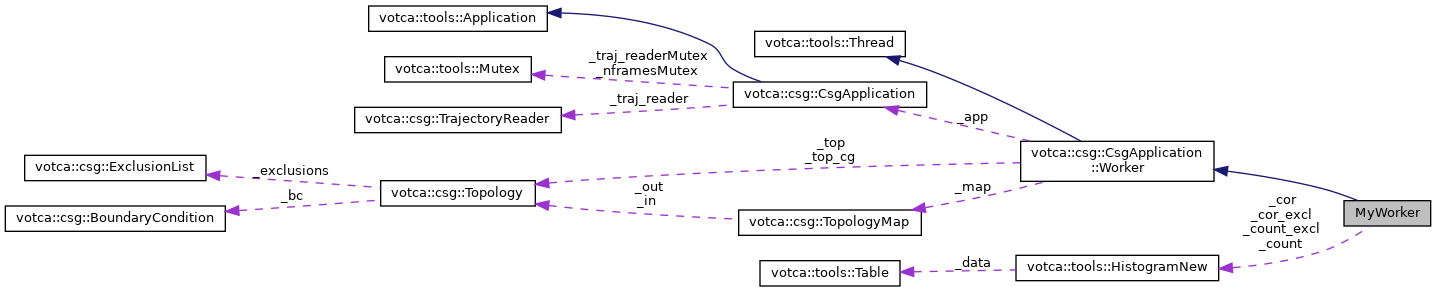 votca::tools::Application
votca::tools::Thread
_traj_readerMutex
_nframesMutex
votca::tools::Mutex
votca::csg::CsgApplication
_traj_reader
votca::csg::TrajectoryReader
_app
_top
_top_cg
votca::csg::CsgApplication
::Worker
votca::csg::ExclusionList
_exclusions
_bc
votca::csg::Topology
_out
_in
_map
votca::csg::BoundaryCondition
votca::csg::TopologyMap
_cor
_cor_excl
_count_excl
_count
MyWorker
votca::tools::Table
_data
votca::tools::HistogramNew